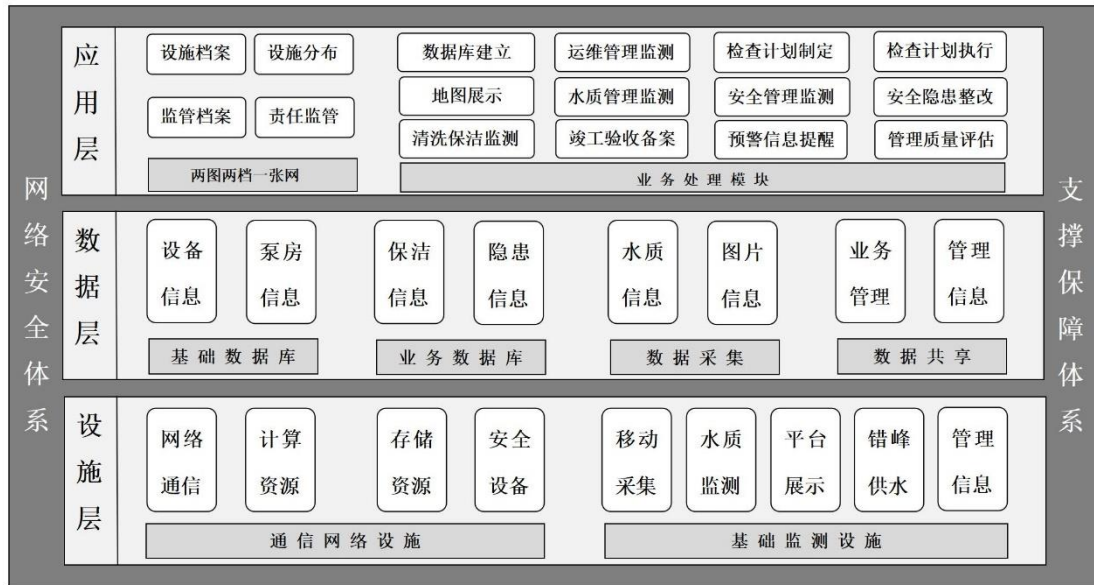 网络安全体系
应用层
设施档案 设施分布
监管档案 责任监管
两图两档一张网
数据库建立 运维管理监测 检查计划制定 检查计划执行
地图展示 水质管理监测 安全管理监测 安全隐患整改
清洗保洁监测 竣工验收备案 预警信息提醒 管理质量评估
业务处理模块
数据层
设备信息 泵房信息
基础数据库
保洁信息 隐患信息
业务数据库
水质信息 图片信息
数据采集
业务管理 管理信息
数据共享
设施层
网络通信 计算资源 存储资源 安全设备
通信网络设施
移动采集 水质监测 平台展示 错峰供水 管理信息
基础监测设施
支撑保障体系